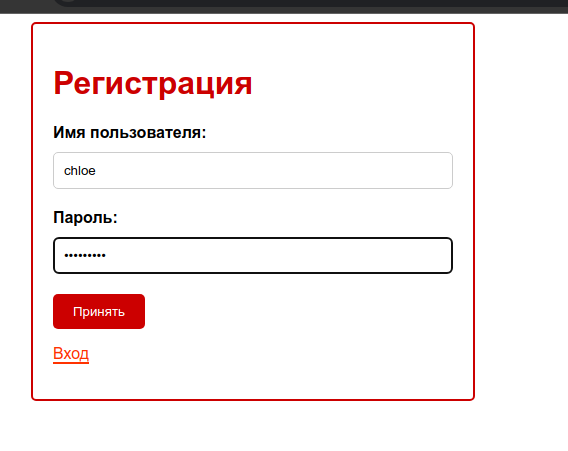 Регистрация
Имя пользователя:
chloe
Пароль:
•••••••••
Принять
Вход